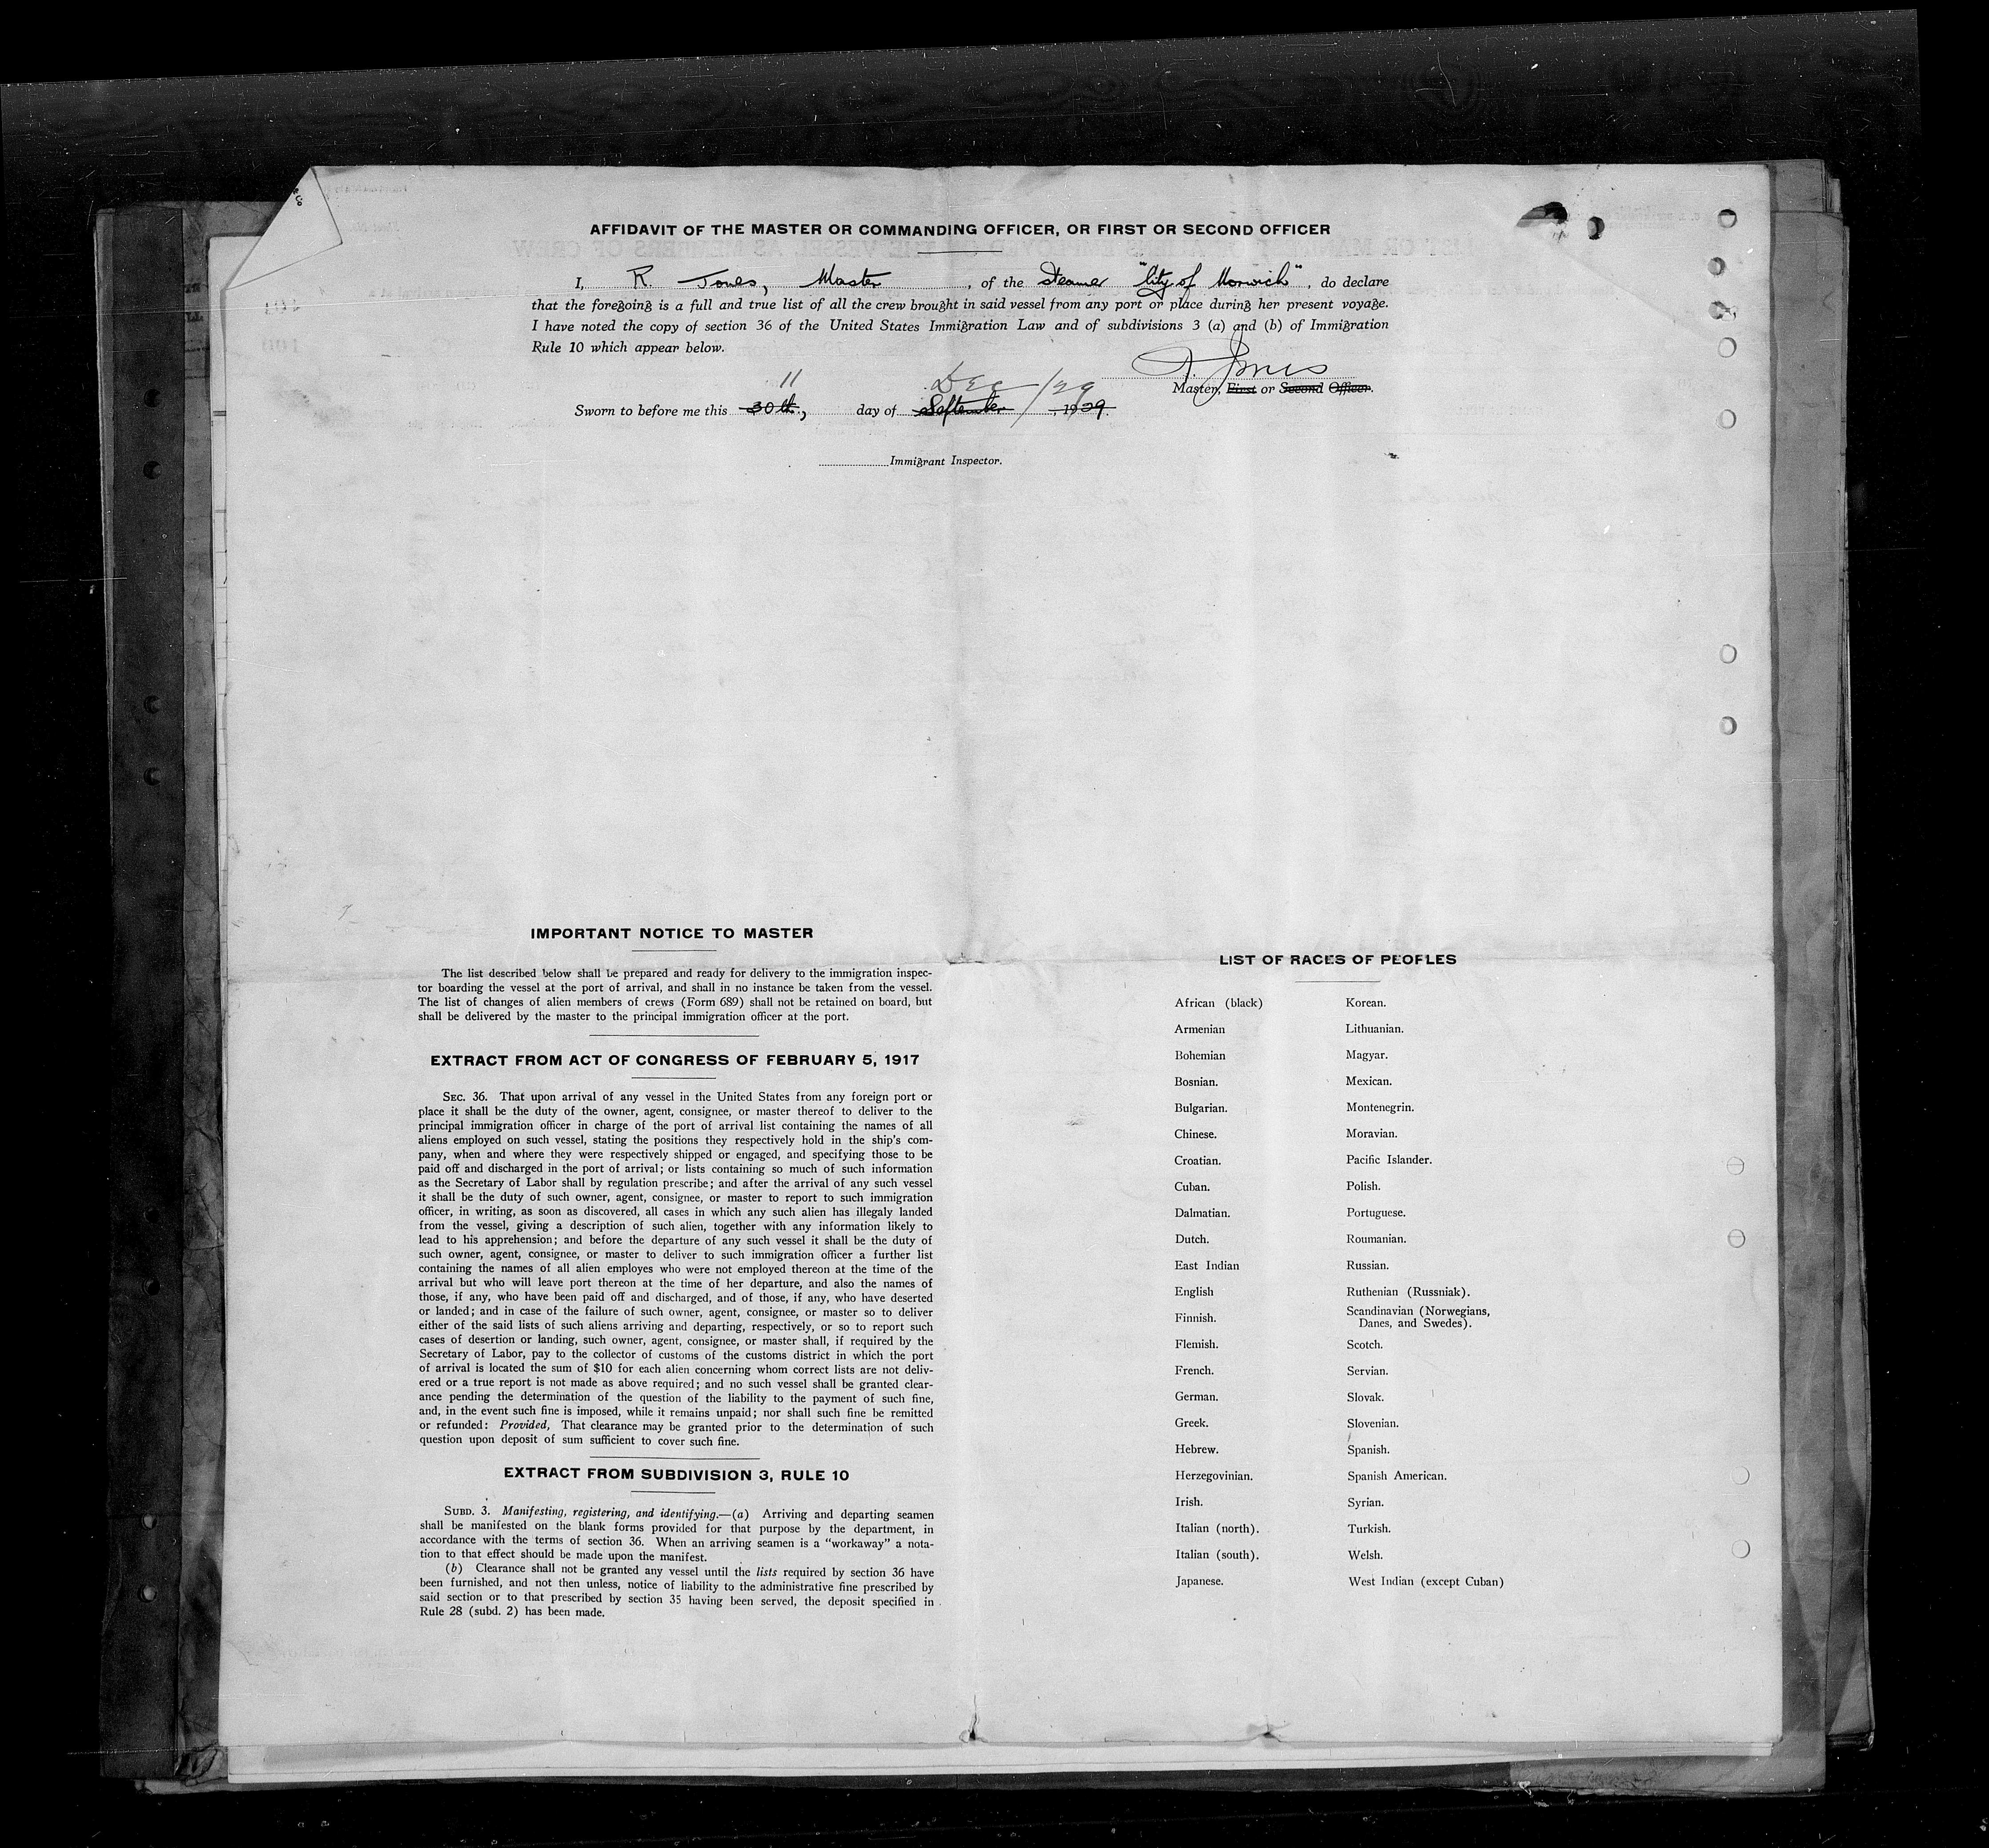 AFFIDAVIT OF THE MASTER OR COMMANDING OFFICER, OR FIRST OR SECOND OFFICER
I, R Jones, Master, of the steamer "City of Norwich", do declare
that the foregoing is a full and true list of all the crew brought in said vessel from any port or place during her present voyage.
I have noted the copy of section 36 of the United States Immigration Law and of subdivisions 3 (a) and (b) of Immigration
Rule 10 which appear below.
R. Jones
Master, First or Second Officer.
11 Dec /29
Sworn to before me this 30th, day of September, 1929.
Immigrant Inspector.
IMPORTANT NOTICE TO MASTER
The list described below shall be prepared and ready for delivery to the immigration inspec-
tor boarding the vessel at the port of arrival, and shall in no instance be taken from the vessel.
The list of changes of alien members of crews (Form 689) shall not be retained on board, but
shall be delivered by the master to the principal immigration officer at the port.
EXTRACT FROM ACT OF CONGRESS OF FEBRUARY 5, 1917
SEC. 36. That upon arrival of any vessel in the United States from any foreign port or
place it shall be the duty of the owner, agent, consignee, or master thereof to deliver to the
principal immigration officer in charge of the port of arrival list containing the names of all
aliens employed on such vessel, stating the positions they respectively hold in the ship's com-
pany, when and where they were respectively shipped or engaged, and specifying those to be
paid off and discharged in the port of arrival; or lists containing so much of such information
as the Secretary of Labor shall by regulation prescribe; and after the arrival of any such vessel
it shall be the duty of such owner, agent, consignee, or master to report to such immigration
officer, in writing, as soon as discovered, all cases in which any such alien has illegaly landed
from the vessel, giving a description of such alien, together with any information likely to
lead to his apprehension; and before the departure of any such vessel it shall be the duty of
such owner, agent, consignee, or master to deliver to such immigration officer a further list
containing the names of all alien employes who were not employed thereon at the time of the
arrival but who will leave port thereon at the time of her departure, and also the names of
those, if any, who have been paid off and discharged, and of those, if any, who have deserted
or landed; and in case of the failure of such owner, agent, consignee, or master so to deliver
either of the said lists of such aliens arriving and departing, respectively, or so to report such
cases of desertion or landing, such owner, agent, consignee, or master shall, if required by the
Secretary of Labor, pay to the collector of customs of the customs district in which the port
of arrival is located the sum of $10 for each alien concerning whom correct lists are not deliv-
ered or a true report is not made as above required; and no such vessel shall be granted clear-
ance pending the determination of the question of the liability to the payment of such fine,
and, in the event such fine is imposed, while it remains unpaid; nor shall such fine be remitted
or refunded: Provided, That clearance may be granted prior to the determination of such
question upon deposit of sum sufficient to cover such fine.
EXTRACT FROM SUBDIVISION 3, RULE 10
SUBD. 3. Manifesting, registering, and identifying.—(a) Arriving and departing seamen
shall be manifested on the blank forms provided for that purpose by the department, in
accordance with the terms of section 36. When an arriving seamen is a "workaway" a nota-
tion to that effect should be made upon the manifest.
(b) Clearance shall not be granted any vessel until the lists required by section 36 have
been furnished, and not then unless, notice of liability to the administrative fine prescribed by
said section or to that prescribed by section 35 having been served, the deposit specified in
Rule 28 (subd. 2) has been made.
LIST OF RACES OF PEOPLES
African (black) Korean.
Armenian Lithuanian.
Bohemian Magyar.
Bosnian. Mexican.
Bulgarian. Montenegrin.
Chinese. Moravian.
Croatian. Pacific Islander.
Cuban. Polish.
Dalmatian. Portuguese.
Dutch. Roumanian.
East Indian Russian.
English Ruthenian (Russniak).
Finnish. Scandinavian (Norwegians,
Danes, and Swedes).
Flemish. Scotch.
French. Servian.
German. Slovak.
Greek. Slovenian.
Hebrew. Spanish.
Herzegovinian. Spanish American.
Irish. Syrian.
Italian (north). Turkish.
Italian (south). Welsh.
Japanese. West Indian (except Cuban)